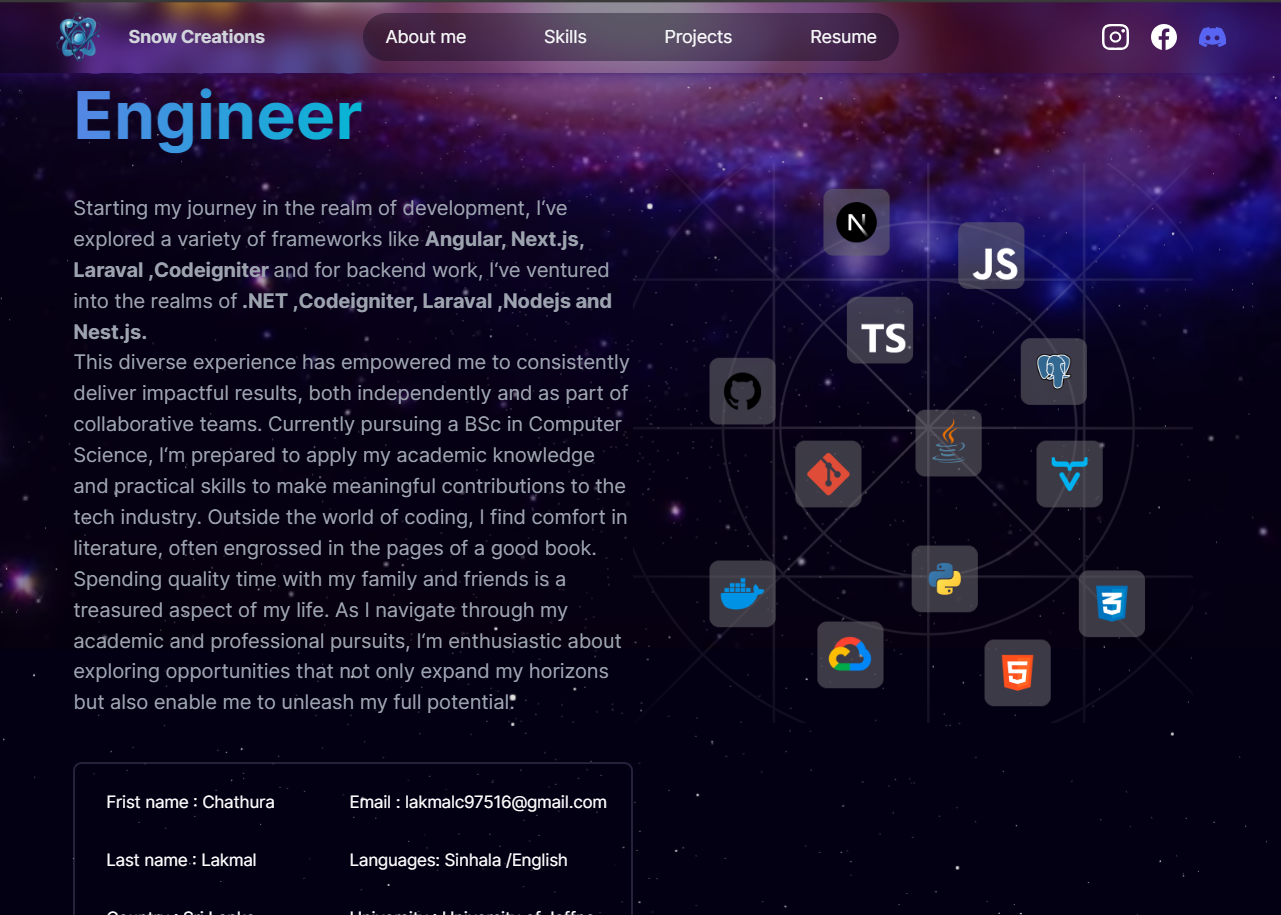 Snow Creations
About me
Skills
Projects
Resume
Engineer
Starting my journey in the realm of development, I‘ve
explored a variety of frameworks like Angular, Next.js,
Laraval ,Codeigniter and for backend work, I‘ve ventured
into the realms of .NET ,Codeigniter, Laraval ,Nodejs and
Nest.js.
This diverse experience has empowered me to consistently
deliver impactful results, both independently and as part of
collaborative teams. Currently pursuing a BSc in Computer
Science, I‘m prepared to apply my academic knowledge
and practical skills to make meaningful contributions to the
tech industry. Outside the world of coding, I find comfort in
literature, often engrossed in the pages of a good book.
Spending quality time with my family and friends is a
treasured aspect of my life. As I navigate through my
academic and professional pursuits, I‘m enthusiastic about
exploring opportunities that not only expand my horizons
but also enable me to unleash my full potential.
N
JS
TS
3
5
Frist name : Chathura
Email : lakmalc97516@gmail.com
Last name : Lakmal
Languages: Sinhala /English